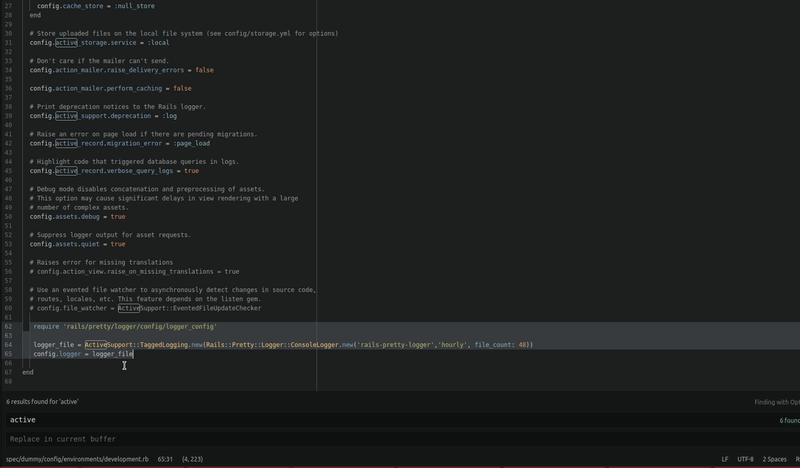 27 config.cache_store = :null_store
28 end
29
30 # Store uploaded files on the local file system (see config/storage.yml for options)
31 config.active_storage.service = :local
32
33 # Don't care if the mailer can't send.
34 config.action_mailer.raise_delivery_errors = false
35
36 config.action_mailer.perform_caching = false
37
38 # Print deprecation notices to the Rails logger.
39 config.active_support.deprecation = :log
40
41 # Raise an error on page load if there are pending migrations.
42 config.active_record.migration_error = :page_load
43
44 # Highlight code that triggered database queries in logs.
45 config.active_record.verbose_query_logs = true
46
47 # Debug mode disables concatenation and preprocessing of assets.
48 # This option may cause significant delays in view rendering with a large
49 # number of complex assets.
50 config.assets.debug = true
51
52 # Suppress logger output for asset requests.
53 config.assets.quiet = true
54
55 # Raises error for missing translations
56 # config.action_view.raise_on_missing_translations = true
57
58 # Use an evented file watcher to asynchronously detect changes in source code,
59 # routes, locales, etc. This feature depends on the listen gem.
60 # config.file_watcher = ActiveSupport::EventedFileUpdateChecker
61
62 require 'rails/pretty/logger/config/logger_config'
63
64 logger_file = ActiveSupport::TaggedLogging.new(Rails::Pretty::Logger::ConsoleLogger.new('rails-pretty-logger','hourly', file_count: 48))
65 config.logger = logger_file
66
67 end
68
6 results found for 'active'
Finding with Opt
active
6 found
Replace in current buffer
spec/dummy/config/environments/development.rb 65:31 (4, 223)
LF UTF-8 2 Spaces R